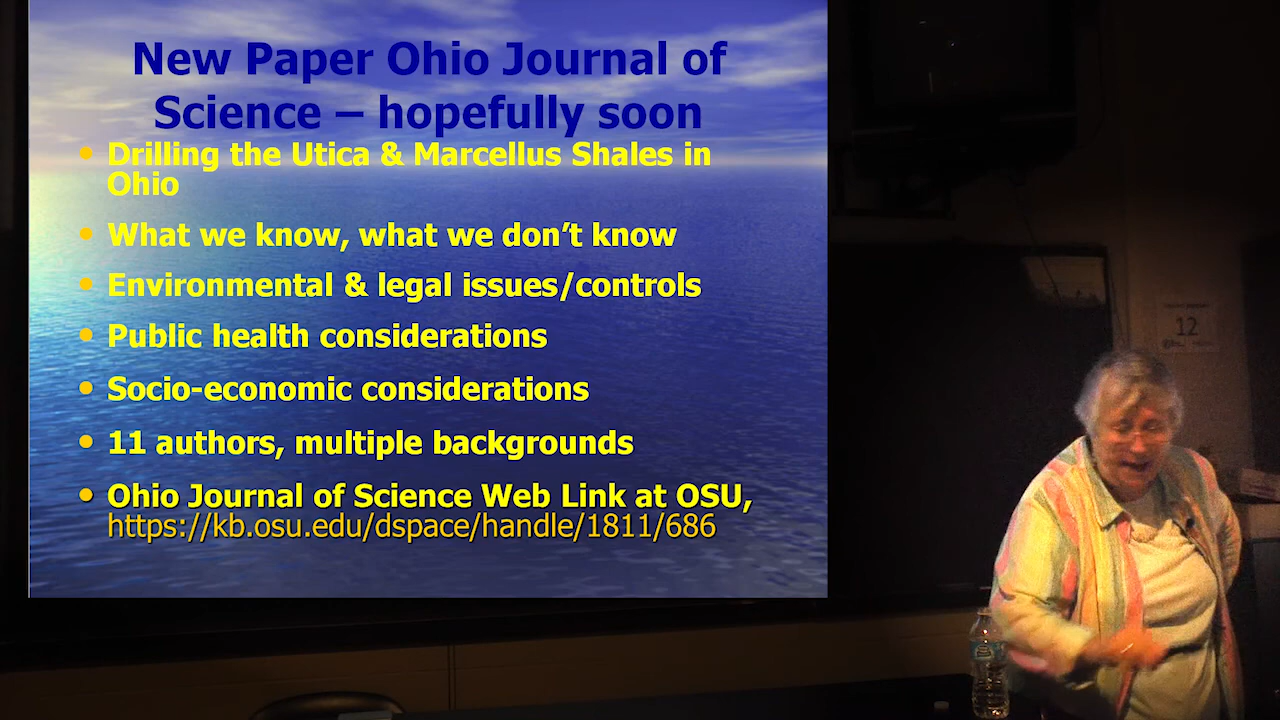 New Paper Ohio Journal of
Science – hopefully soon
• Drilling the Utica & Marcellus Shales in
Ohio
• What we know, what we don’t know
• Environmental & legal issues/controls
• Public health considerations
• Socio-economic considerations
• 11 authors, multiple backgrounds
• Ohio Journal of Science Web Link at OSU,
https://kb.osu.edu/dspace/handle/1811/686
12